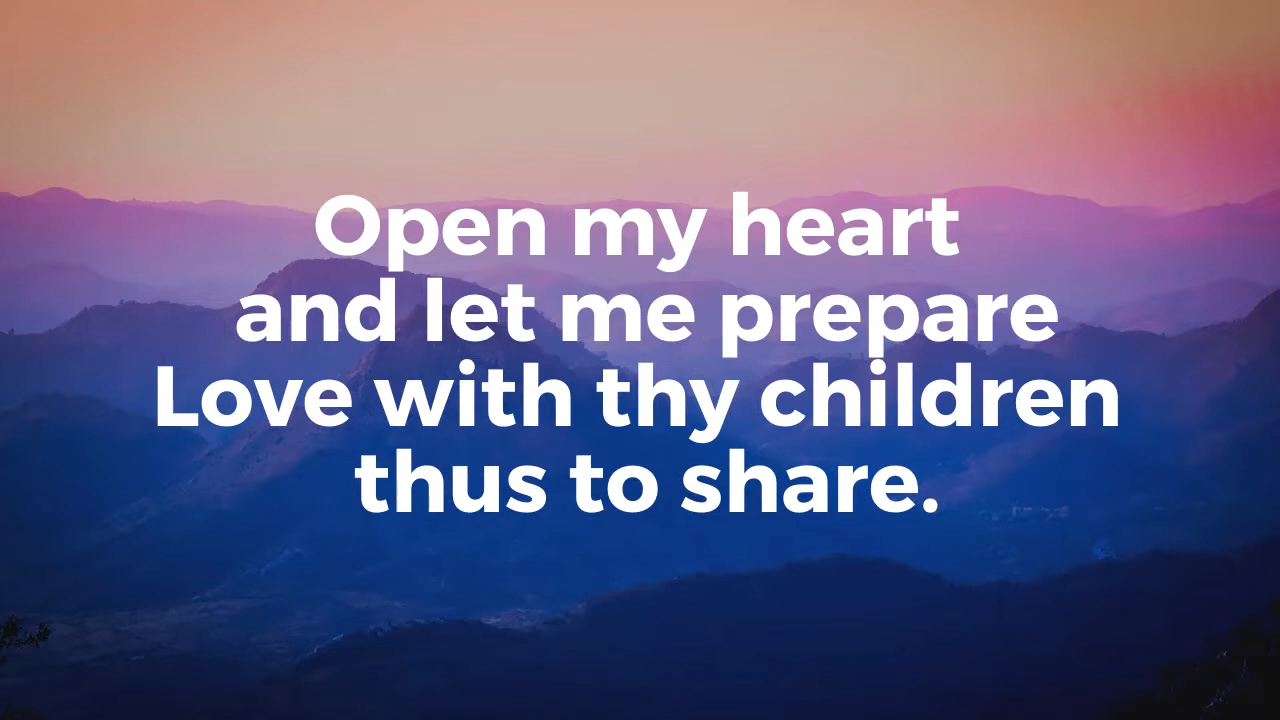 Open my heart
and let me prepare
Love with thy children
thus to share.